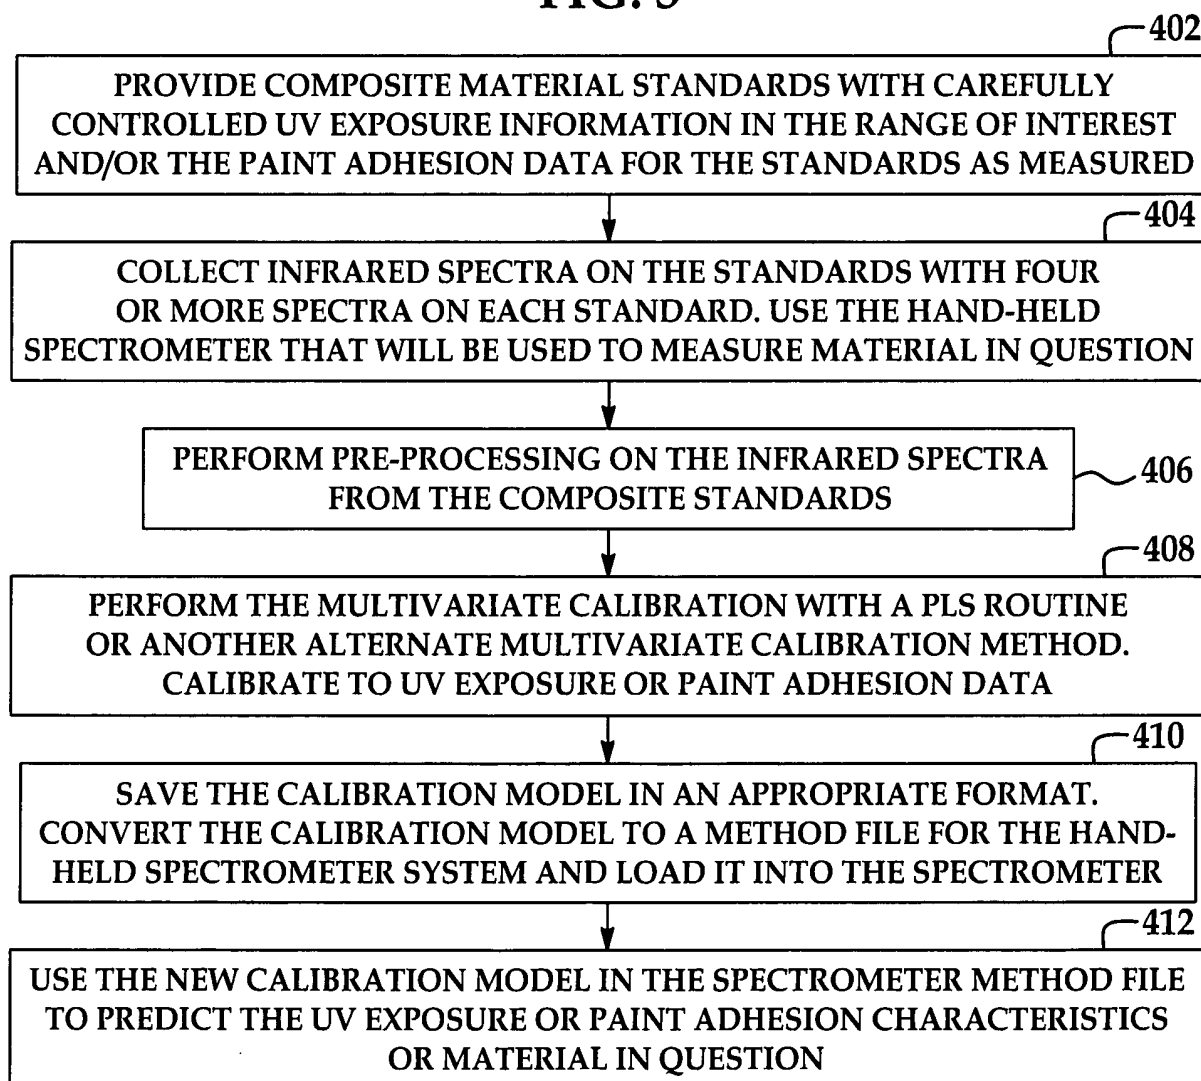 402
PROVIDE COMPOSITE MATERIAL STANDARDS WITH CAREFULLY
CONTROLLED UV EXPOSURE INFORMATION IN THE RANGE OF INTEREST
AND/OR THE PAINT ADHESION DATA FOR THE STANDARDS AS MEASURED
404
COLLECT INFRARED SPECTRA ON THE STANDARDS WITH FOUR
OR MORE SPECTRA ON EACH STANDARD. USE THE HAND-HELD
SPECTROMETER THAT WILL BE USED TO MEASURE MATERIAL IN QUESTION
PERFORM PRE-PROCESSING ON THE INFRARED SPECTRA
FROM THE COMPOSITE STANDARDS
406
408
PERFORM THE MULTIVARIATE CALIBRATION WITH A PLS ROUTINE
OR ANOTHER ALTERNATE MULTIVARIATE CALIBRATION METHOD.
CALIBRATE TO UV EXPOSURE OR PAINT ADHESION DATA
410
SAVE THE CALIBRATION MODEL IN AN APPROPRIATE FORMAT.
CONVERT THE CALIBRATION MODEL TO A METHOD FILE FOR THE HAND-
HELD SPECTROMETER SYSTEM AND LOAD IT INTO THE SPECTROMETER
412
USE THE NEW CALIBRATION MODEL IN THE SPECTROMETER METHOD FILE
TO PREDICT THE UV EXPOSURE OR PAINT ADHESION CHARACTERISTICS
OR MATERIAL IN QUESTION